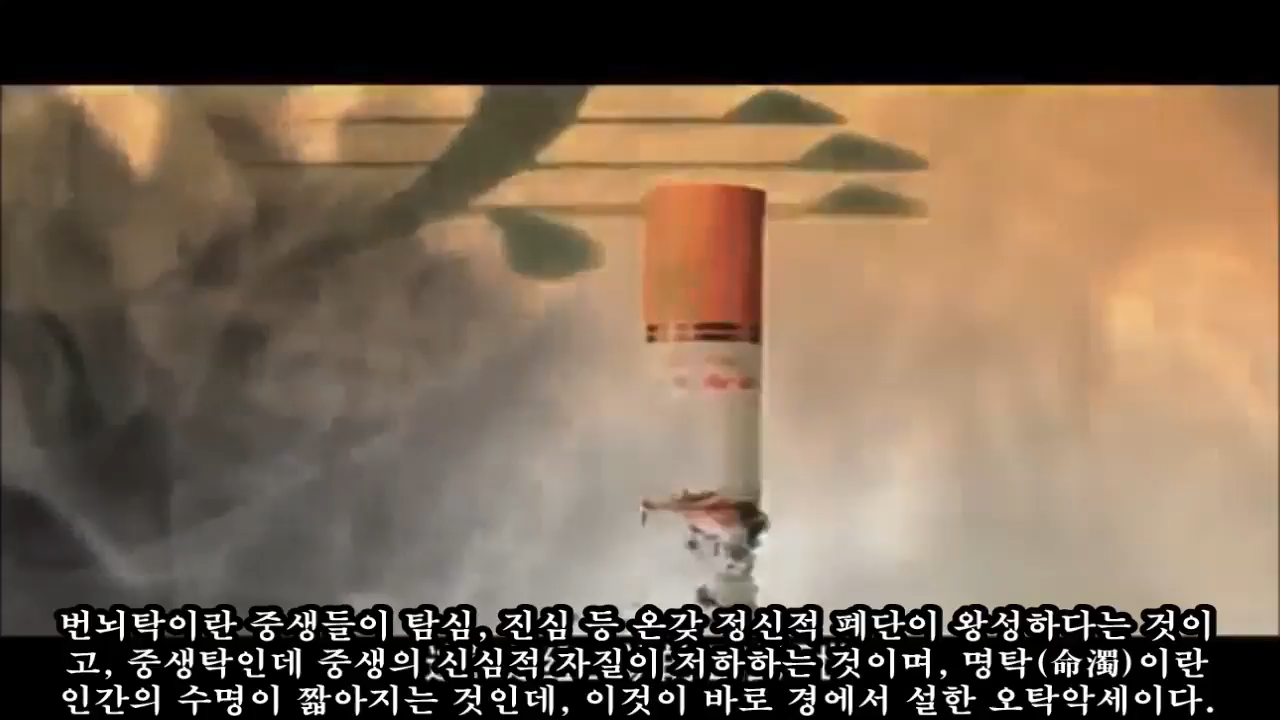 번뇌탁이란 중생들이 탐심, 진심 등 온갖 정신적 폐단이 왕성하다는 것이
고, 중생탁인데 중생의 신심적 자질이 저하하는 것이며, 명탁(命濁)이란
인간의 수명이 짧아지는 것인데, 이것이 바로 경에서 설한 오탁악세이다.